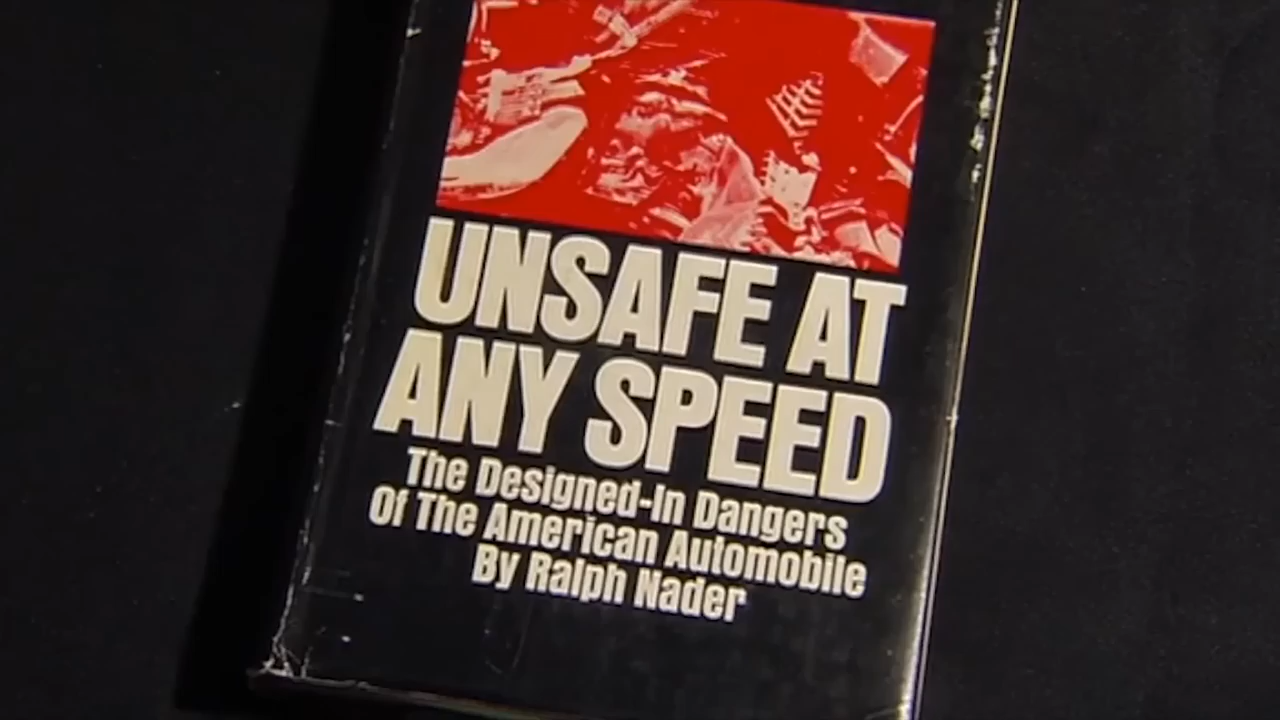 UNSAFE AT
ANY SPEED
The Designed-In Dangers
Of The American Automobile
By Ralph Nader